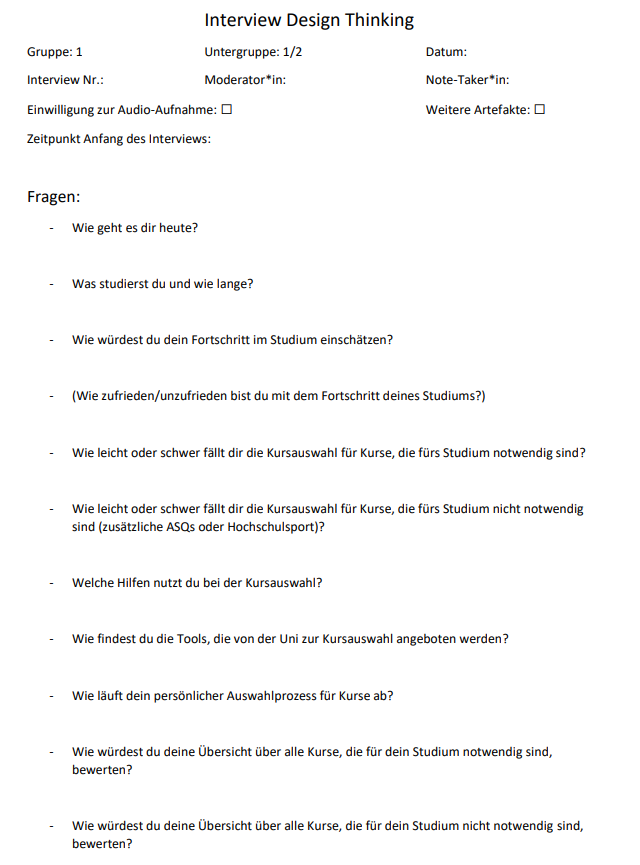 Interview Design Thinking
Gruppe: 1 Untergruppe: 1/2 Datum:
Interview Nr.: Moderator*in: Note-Taker*in:
Einwilligung zur Audio-Aufnahme: ☐ Weitere Artefakte: ☐
Zeitpunkt Anfang des Interviews:
Fragen:
- Wie geht es dir heute?
- Was studierst du und wie lange?
- Wie würdest du dein Fortschritt im Studium einschätzen?
- (Wie zufrieden/unzufrieden bist du mit dem Fortschritt deines Studiums?)
- Wie leicht oder schwer fällt dir die Kursauswahl für Kurse, die fürs Studium notwendig sind?
- Wie leicht oder schwer fällt dir die Kursauswahl für Kurse, die fürs Studium nicht notwendig
sind (zusätzliche ASQs oder Hochschulsport)?
- Welche Hilfen nutzt du bei der Kursauswahl?
- Wie findest du die Tools, die von der Uni zur Kursauswahl angeboten werden?
- Wie läuft dein persönlicher Auswahlprozess für Kurse ab?
- Wie würdest du deine Übersicht über alle Kurse, die für dein Studium notwendig sind,
bewerten?
- Wie würdest du deine Übersicht über alle Kurse, die für dein Studium nicht notwendig sind,
bewerten?